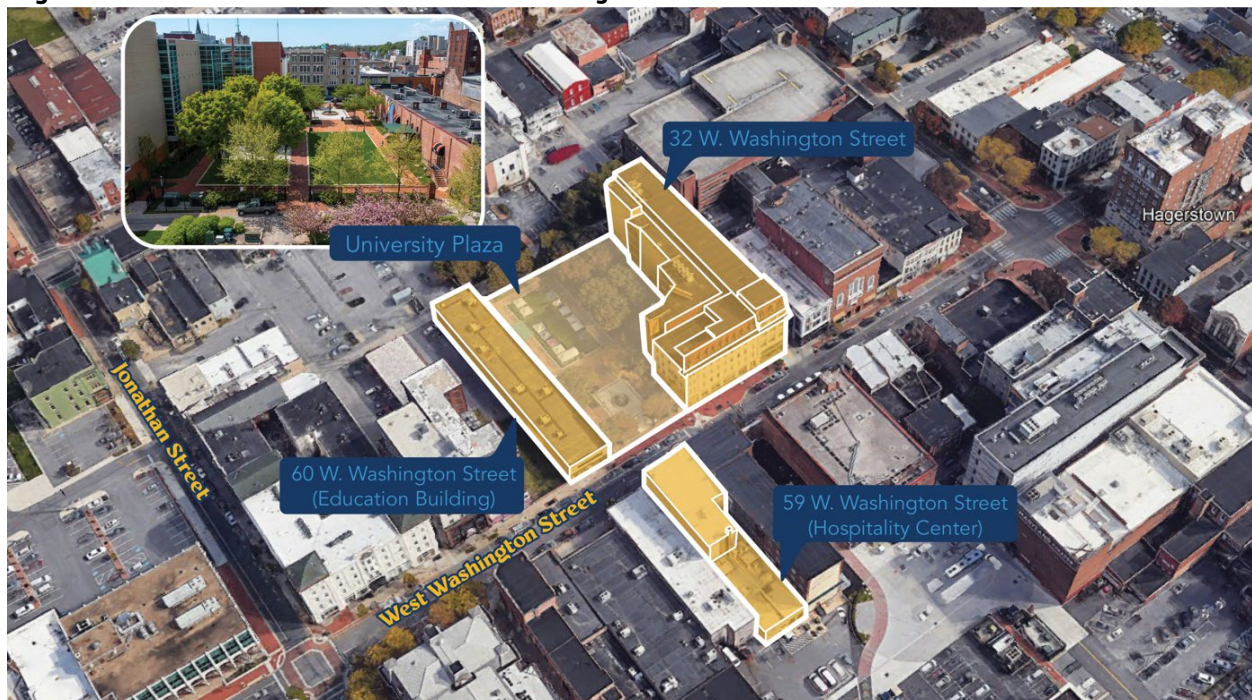 32 W. Washington Street
Hagerstown
University Plaza
Jonathan Street
60 W. Washington Street
(Education Building)
59 W. Washington Street
(Hospitality Center)
West Washington Street